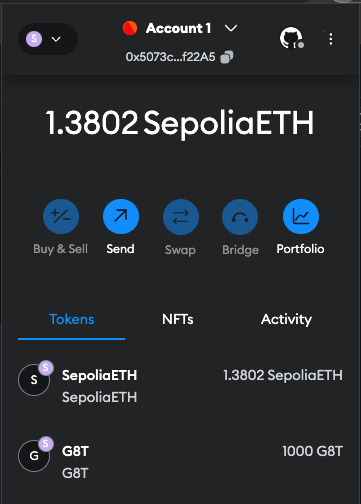 S
Account 1
0x5073c...f22A5
1.3802 SepoliaETH
Buy & Sell
Send
Swap
Bridge
Portfolio
Tokens
NFTs
Activity
S
S
SepoliaETH
1.3802 SepoliaETH
SepoliaETH
S
G
G8T
1000 G8T
G8T